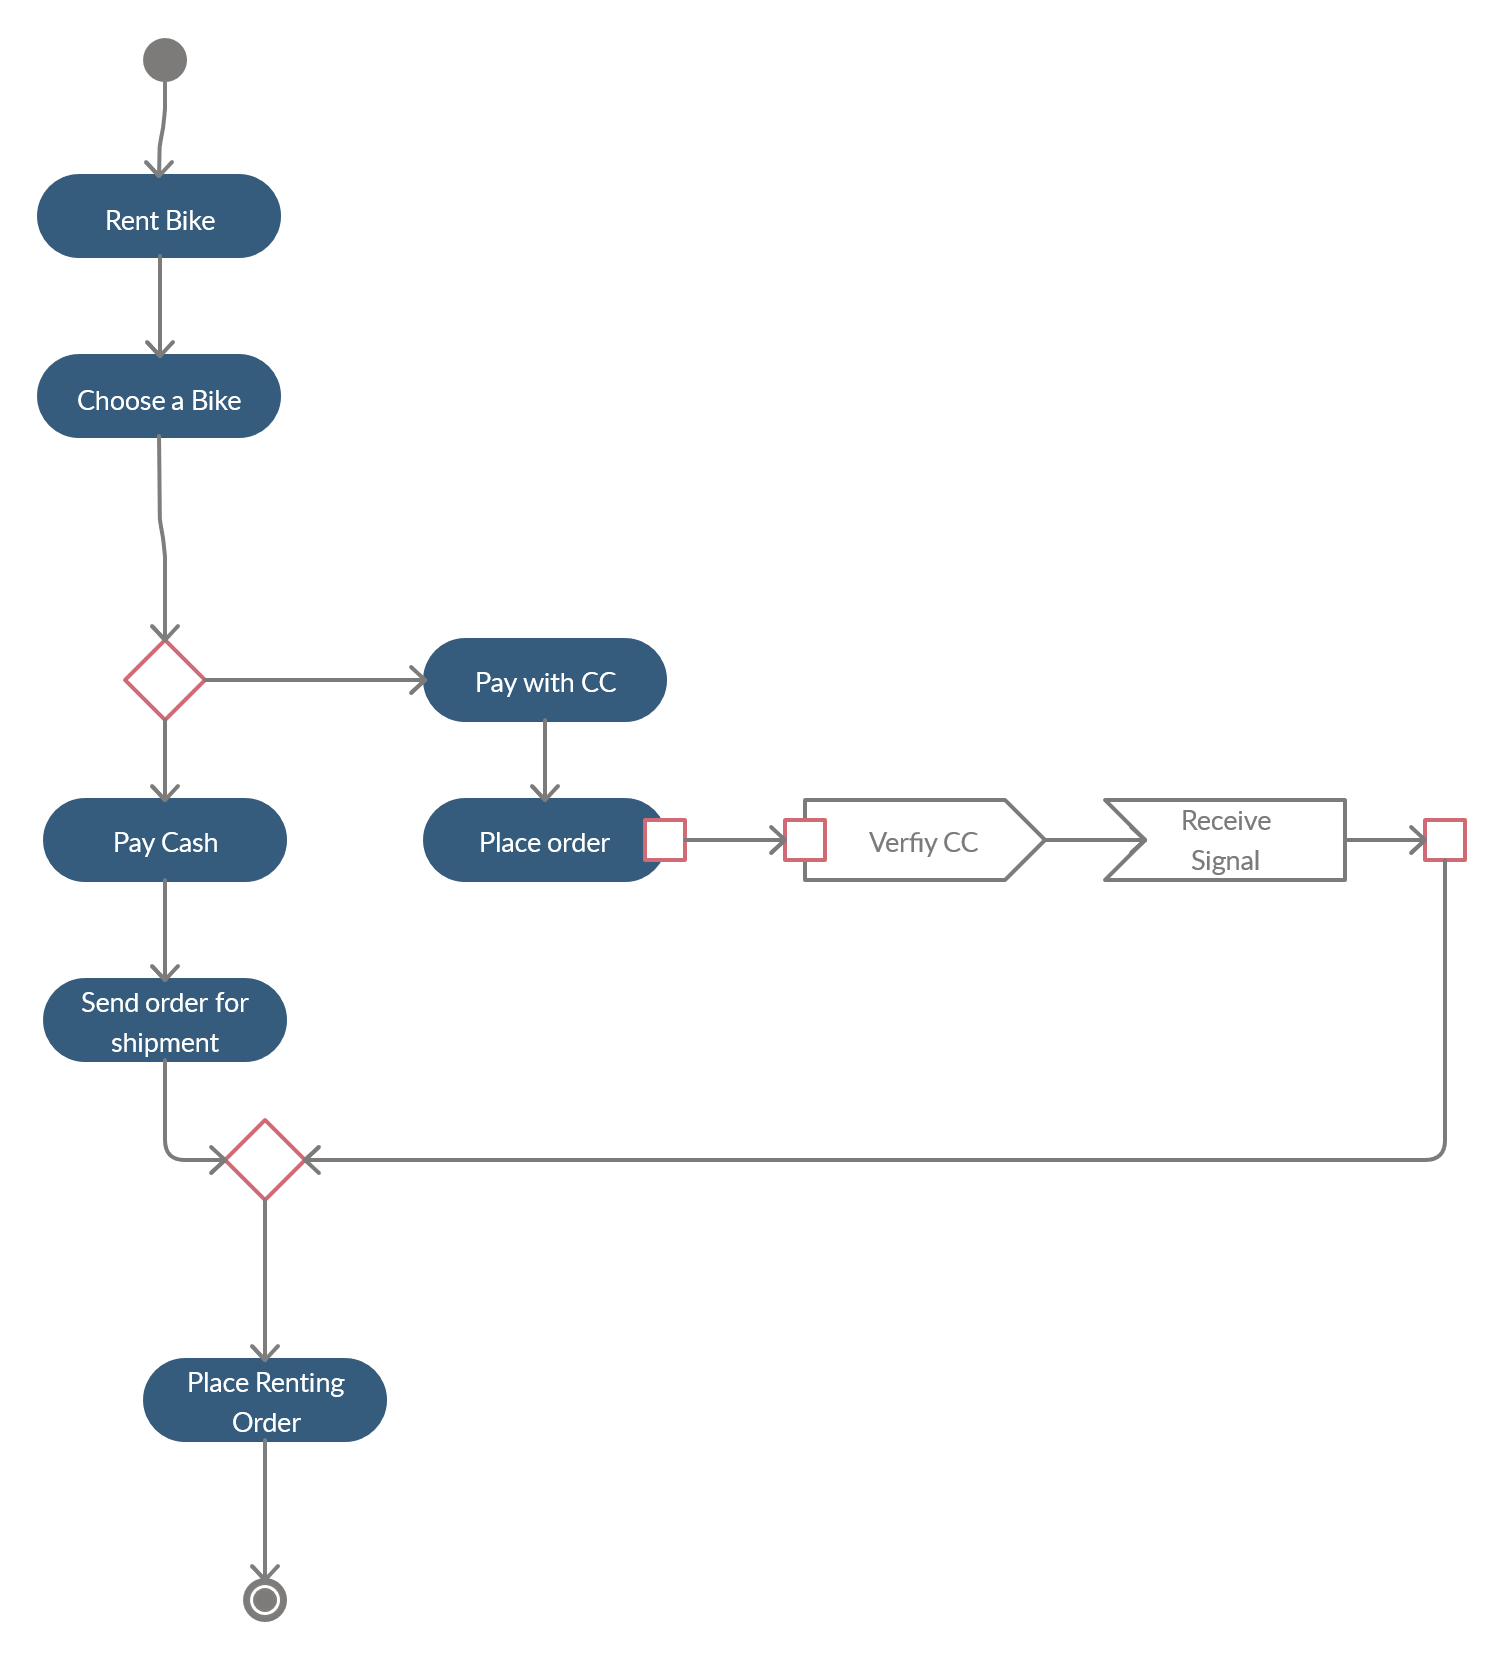 Rent Bike
Choose a Bike
Pay with CC
Pay Cash
Place order
Verfiy CC
Receive
Signal
Send order for
shipment
Place Renting
Order